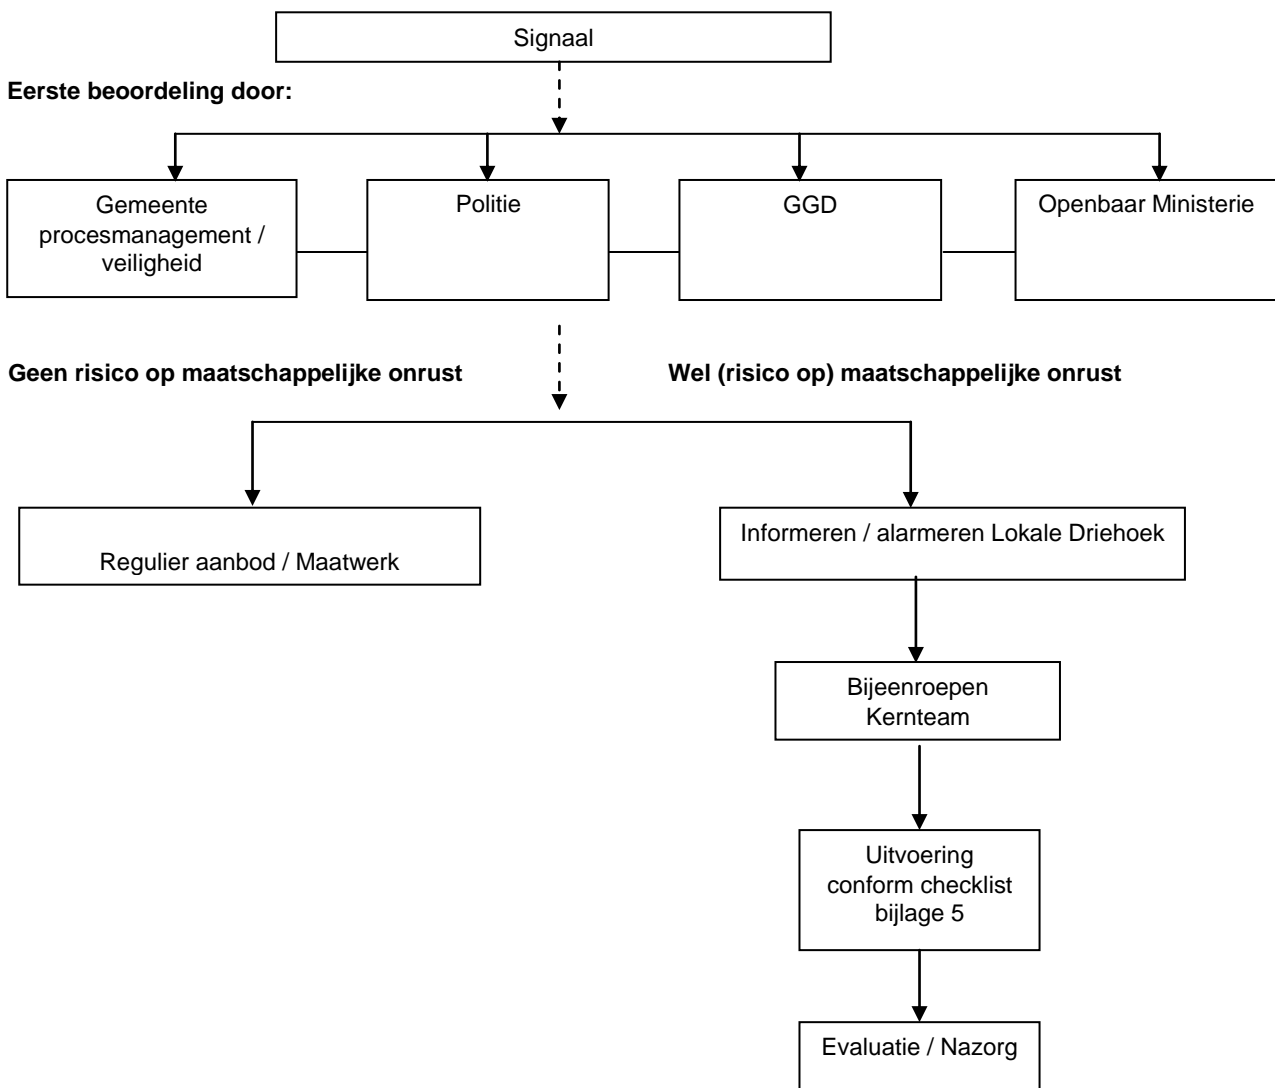 Signaal
Eerste beoordeling door:
Gemeente
procesmanagement /
veiligheid
Politie
GGD
Openbaar Ministerie
Geen risico op maatschappelijke onrust
Wel (risico op) maatschappelijke onrust
Regulier aanbod / Maatwerk
Informeren / alarmeren Lokale Driehoek
Bijeenroepen
Kernteam
Uitvoering
conform checklist
bijlage 5
Evaluatie / Nazorg